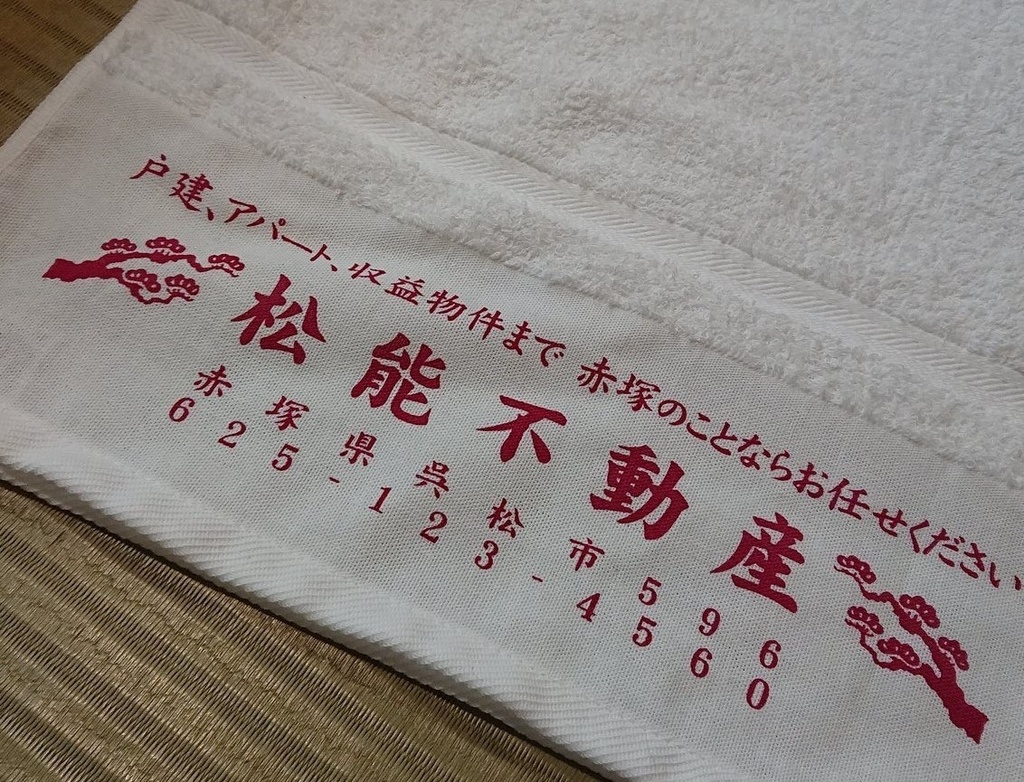 戸建、アパート、収益物件まで 赤塚のことならお任せください
松能不動産
赤塚県呉松市596
625-123-45660